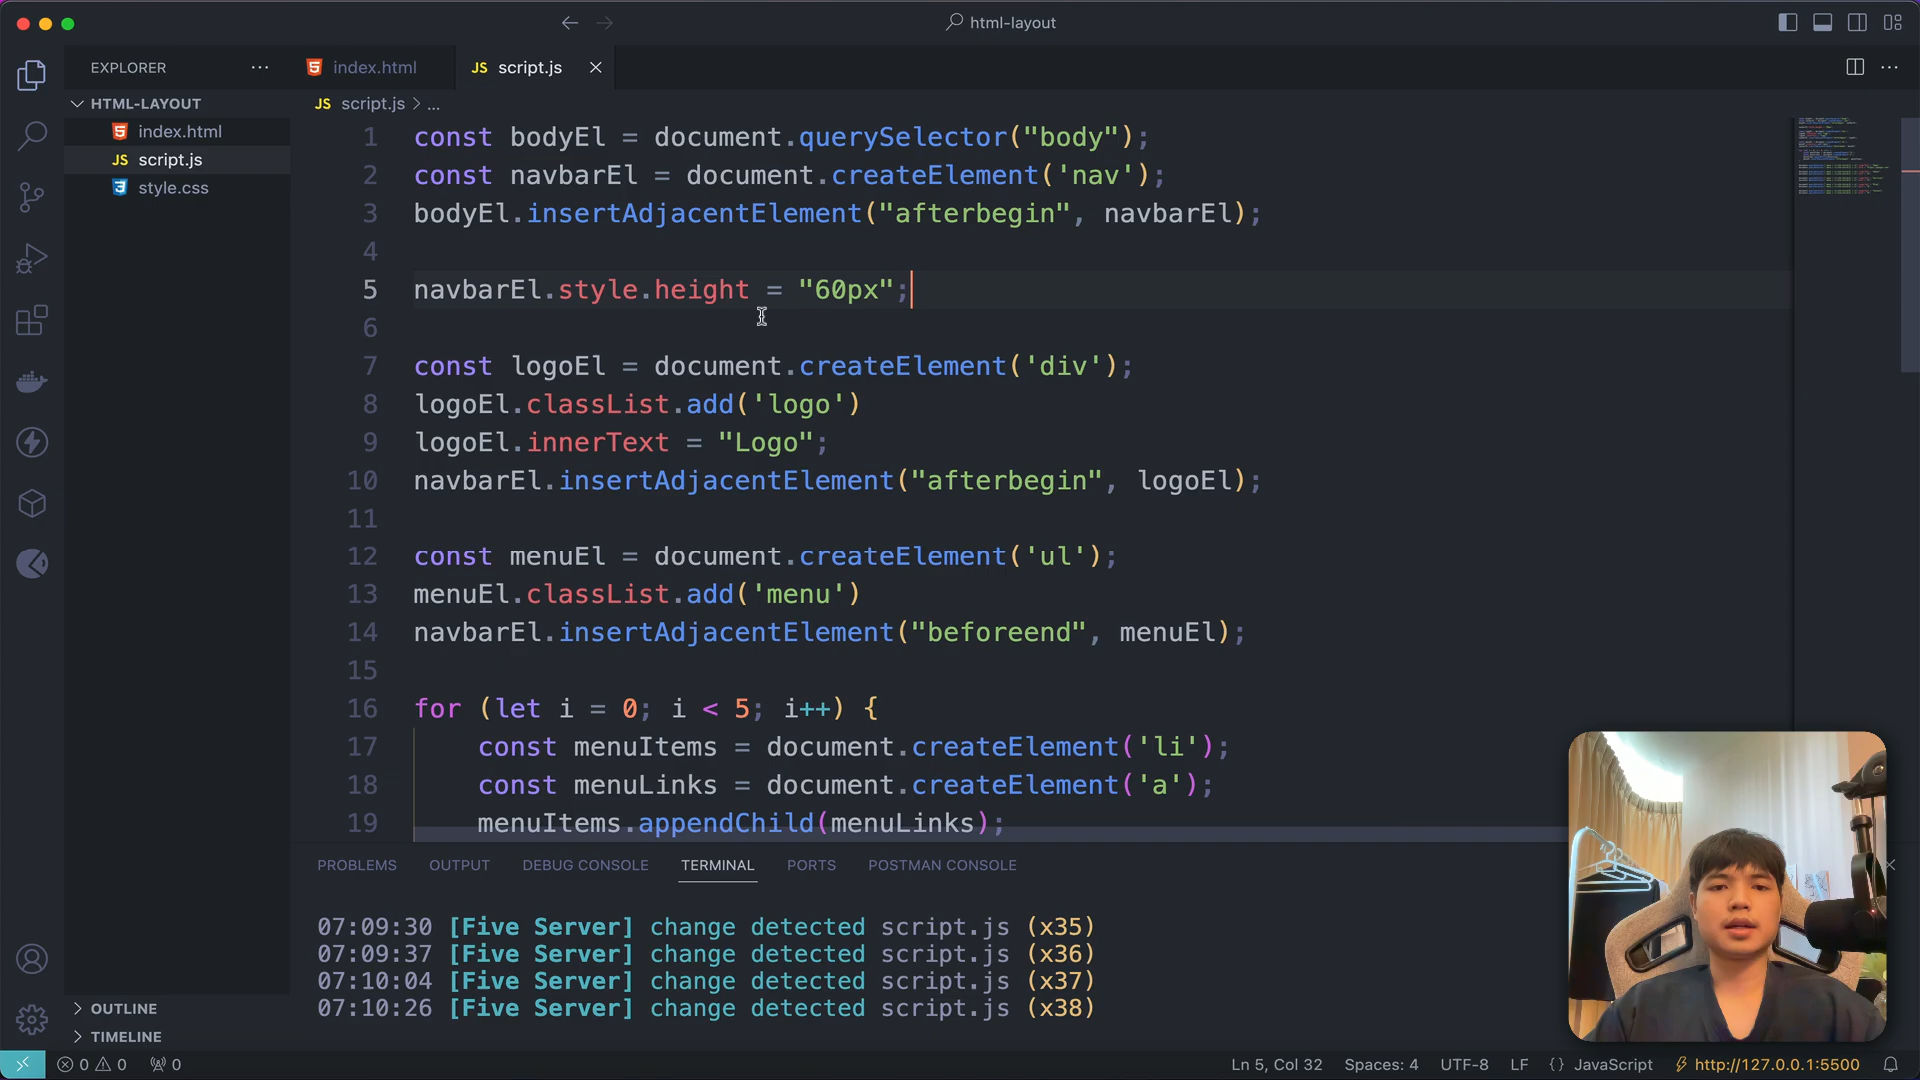 html-layout
EXPLORER ...
index.html
JS script.js
HTML-LAYOUT
index.html
JS script.js
style.css
JS script.js > ...
1 const bodyEl = document.querySelector("body");
2 const navbarEl = document.createElement('nav');
3 bodyEl.insertAdjacentElement("afterbegin", navbarEl);
4
5 navbarEl.style.height = "60px";
6
7 const logoEl = document.createElement('div');
8 logoEl.classList.add('logo')
9 logoEl.innerText = "Logo";
10 navbarEl.insertAdjacentElement("afterbegin", logoEl);
11
12 const menuEl = document.createElement('ul');
13 menuEl.classList.add('menu')
14 navbarEl.insertAdjacentElement("beforeend", menuEl);
15
16 for (let i = 0; i < 5; i++) {
17 const menuItems = document.createElement('li');
18 const menuLinks = document.createElement('a');
19 menuItems.appendChild(menuLinks);
PROBLEMS OUTPUT DEBUG CONSOLE TERMINAL PORTS POSTMAN CONSOLE
07:09:30 [Five Server] change detected script.js (x35)
07:09:37 [Five Server] change detected script.js (x36)
07:10:04 [Five Server] change detected script.js (x37)
07:10:26 [Five Server] change detected script.js (x38)
OUTLINE
TIMELINE
0 0 0 Ln 5, Col 32 Spaces: 4 UTF-8 LF {} JavaScript http://127.0.0.1:5500